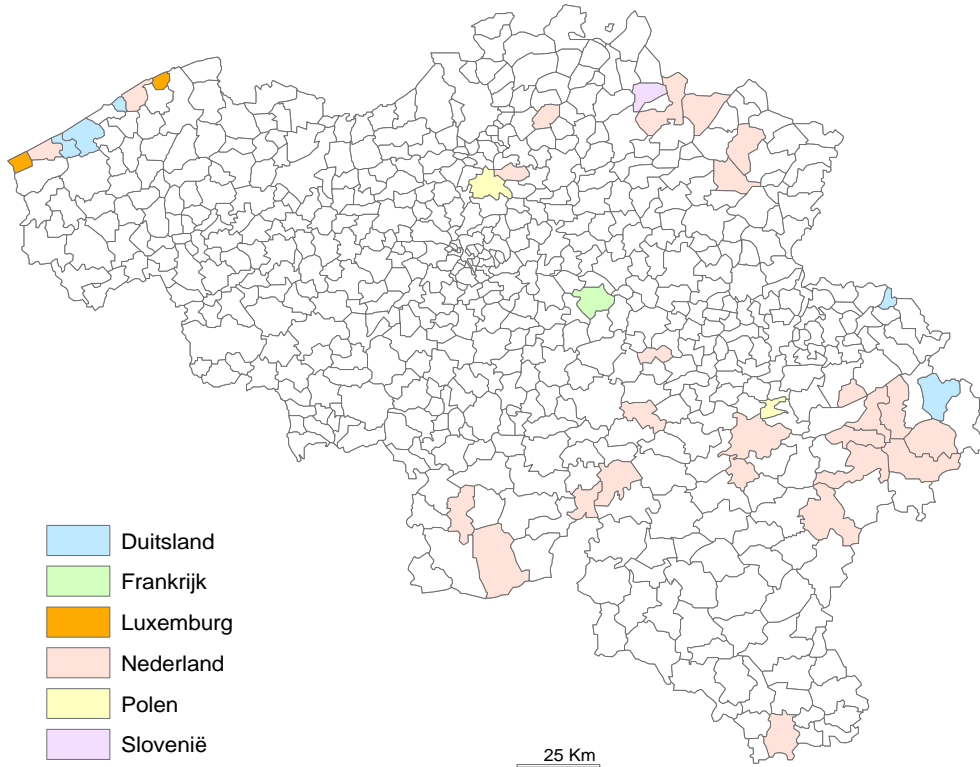 Duitsland
Frankrijk
Luxemburg
Nederland
Polen
Slovenië
25 Km